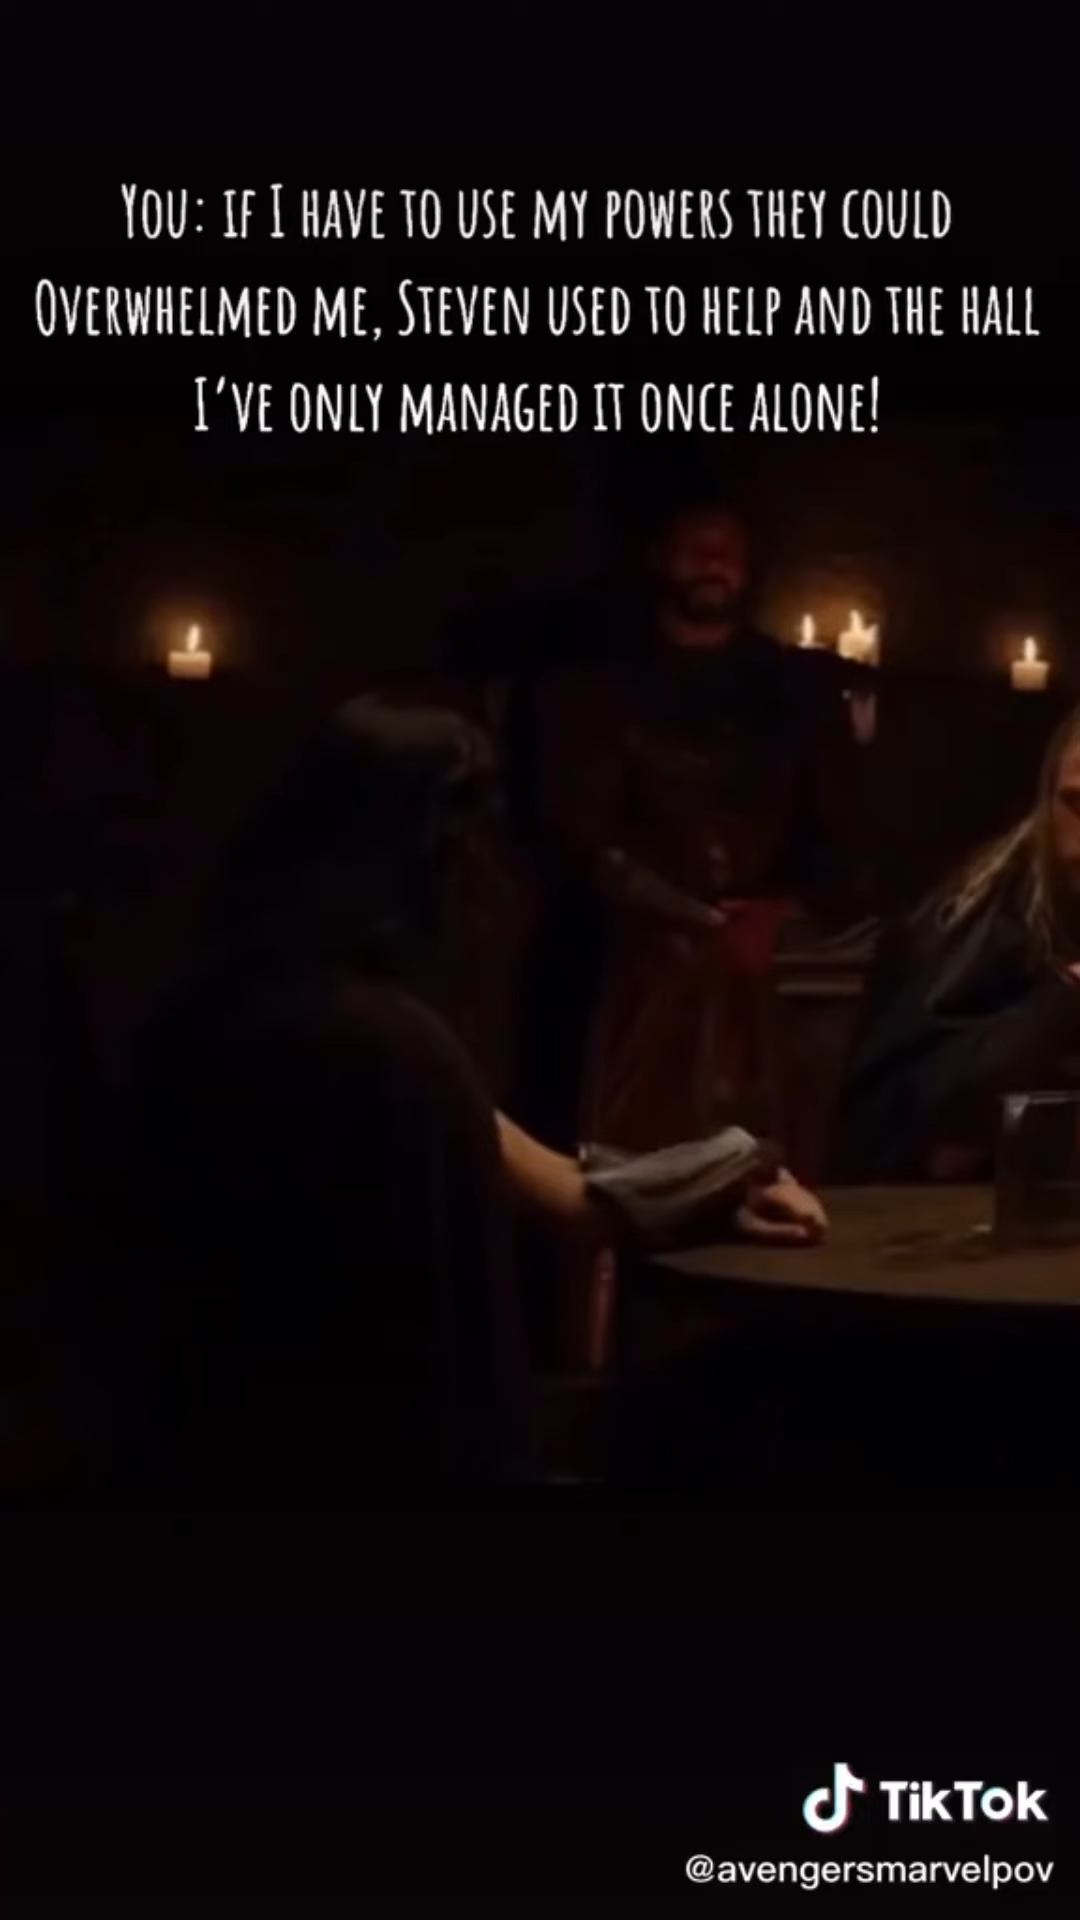 You: if I have to use my powers they could
Overwhelmed me, Steven used to help and the hall
I've only managed it once alone!
TikTok
@avengersmarvelpov